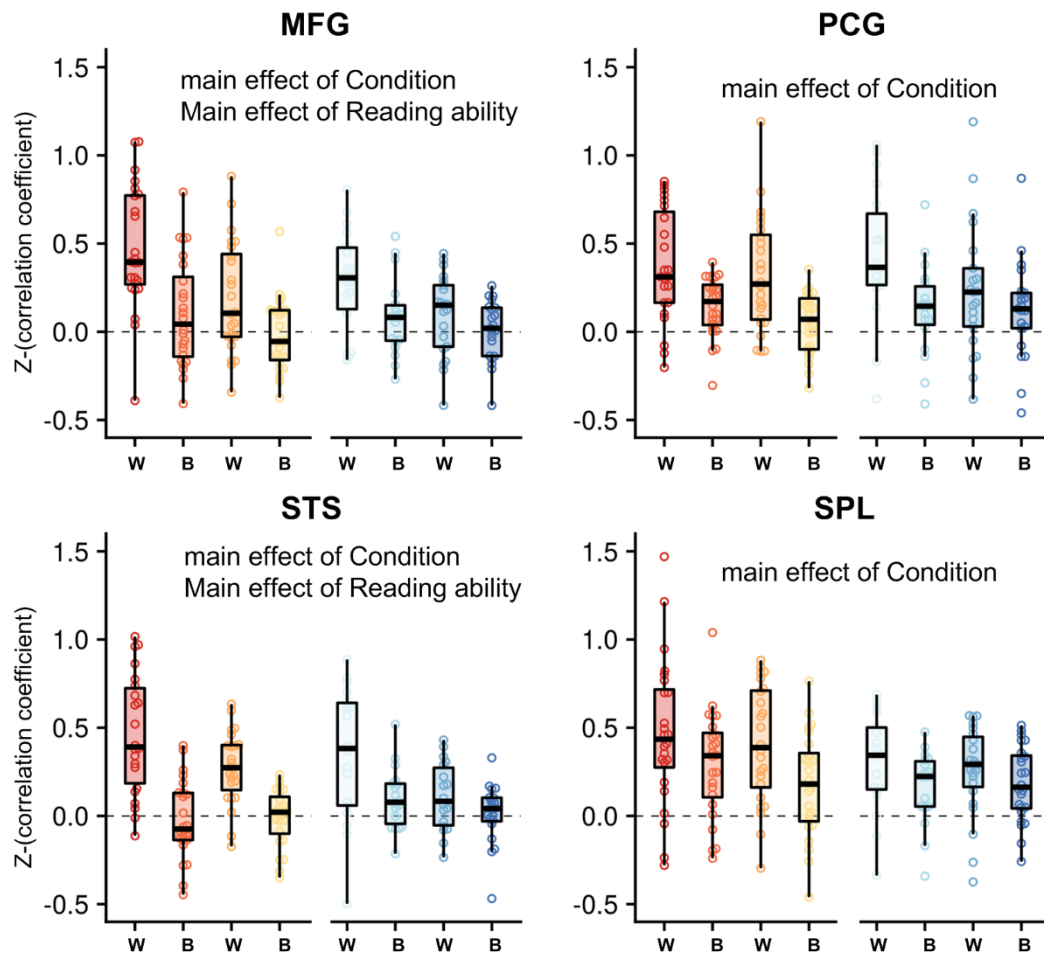 MFG
main effect of Condition
Main effect of Reading ability
Z-(correlation coefficient)
1.5
1.0
0.5
0.0
-0.5
W B W B W B W B
PCG
main effect of Condition
1.5
1.0
0.5
0.0
-0.5
W B W B W B W B
STS
main effect of Condition
Main effect of Reading ability
Z-(correlation coefficient)
1.5
1.0
0.5
0.0
-0.5
W B W B W B W B
SPL
main effect of Condition
1.5
1.0
0.5
0.0
-0.5
W B W B W B W B